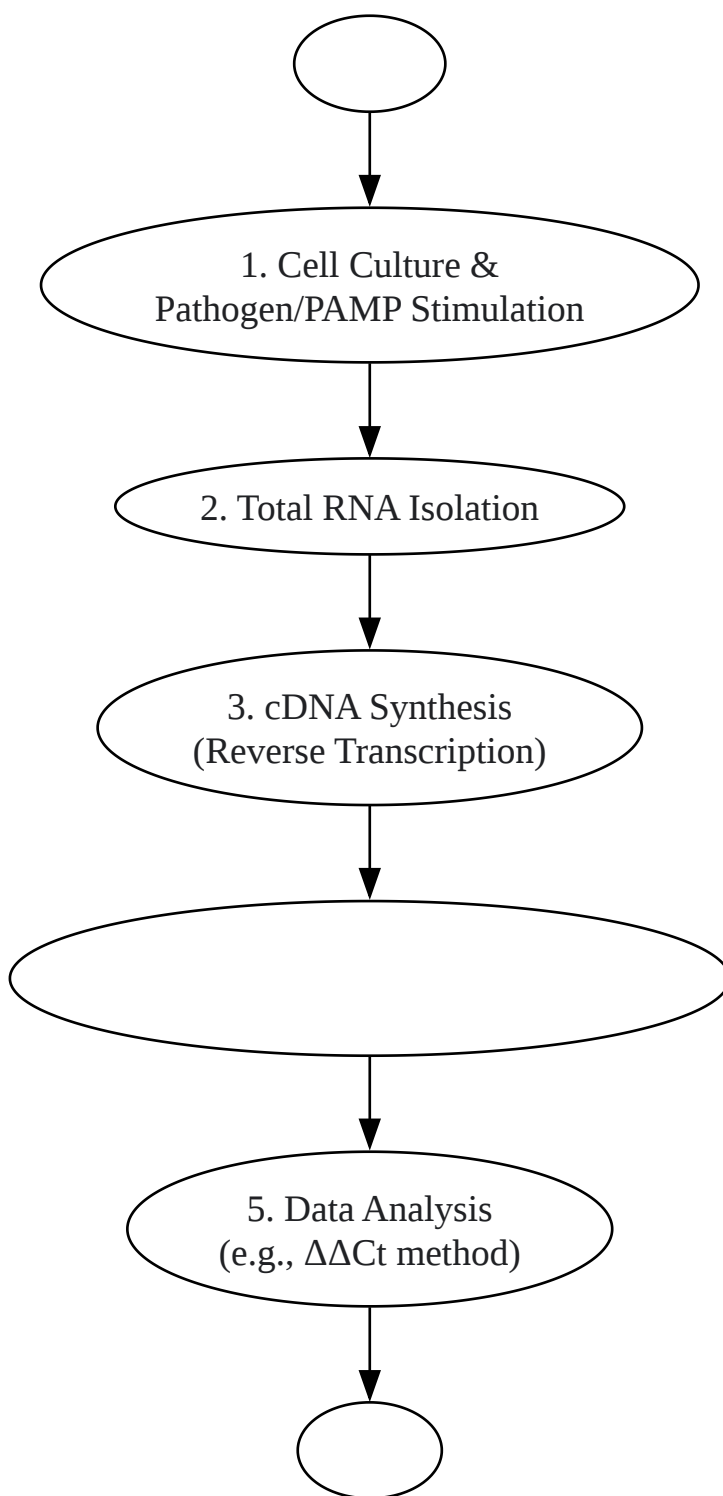 1. Cell Culture &
Pathogen/PAMP Stimulation
2. Total RNA Isolation
3. cDNA Synthesis
(Reverse Transcription)
5. Data Analysis
(e.g., ΔΔCt method)